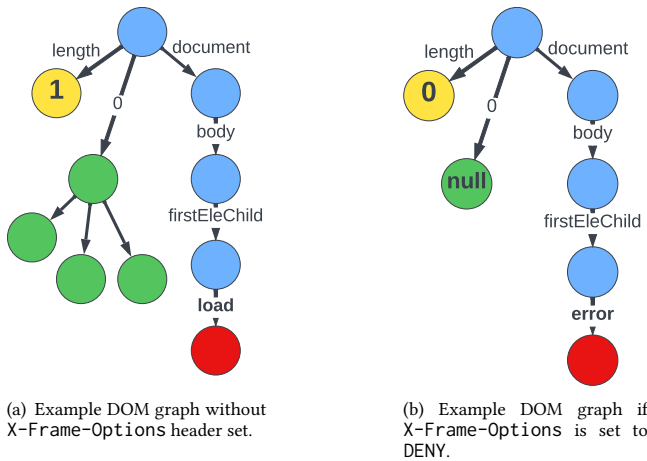 length
document
1
0
body
firstEleChild
load
(a) Example DOM graph without
X-Frame-Options header set.
length
document
0
0
null
body
firstEleChild
error
(b) Example DOM graph if
X-Frame-Options is set to
DENY.